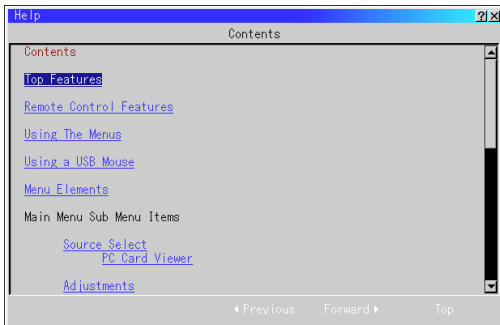 Help
Contents
Contents
Top Features
Remote Control Features
Using The Menus
Using a USB Mouse
Menu Elements
Main Menu Sub Menu Items
Source Select
PC Card Viewer
Adjustments
Previous Forward Top